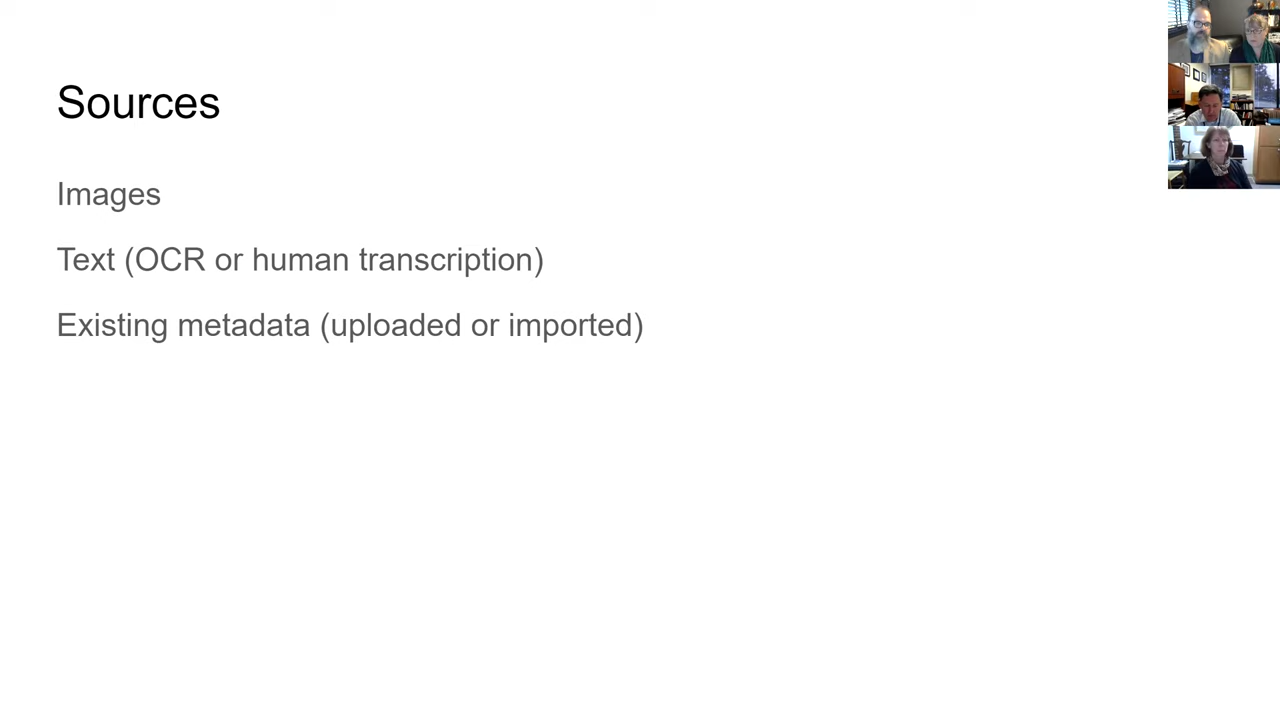 Sources
Images
Text (OCR or human transcription)
Existing metadata (uploaded or imported)